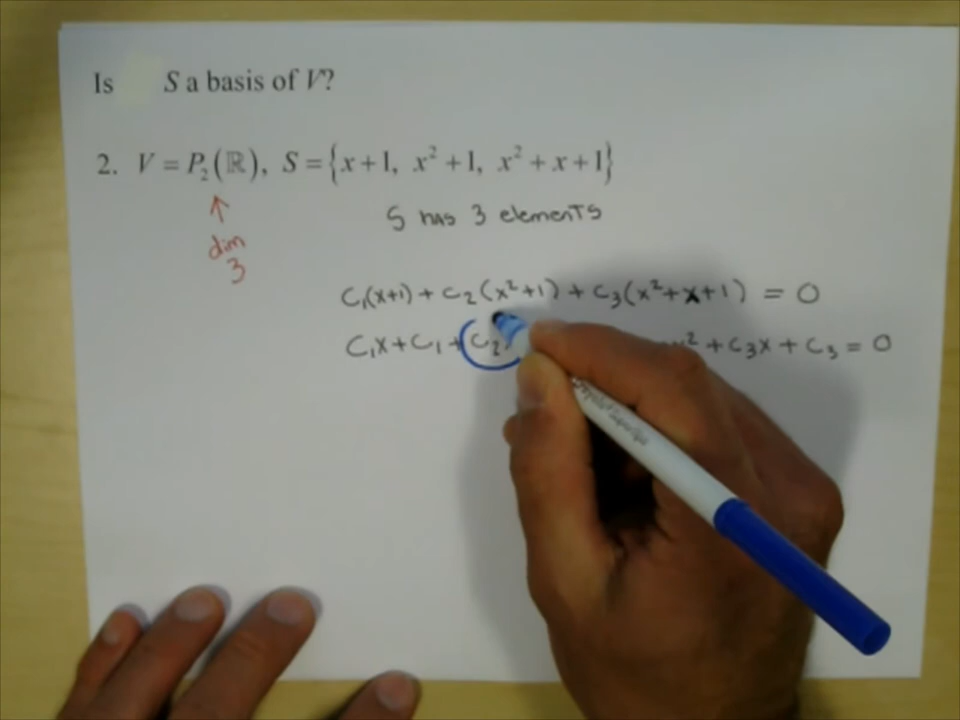 Is S a basis of V?
2. V = P₂(ℝ), S = {x+1, x²+1, x²+x+1}
↑
dim
3
S has 3 elements
C₁(x+1) + C₂(x²+1) + C₃(x²+x+1) = 0
C₁x + C₁ + C₂ x² + C₃x + C₃ = 0